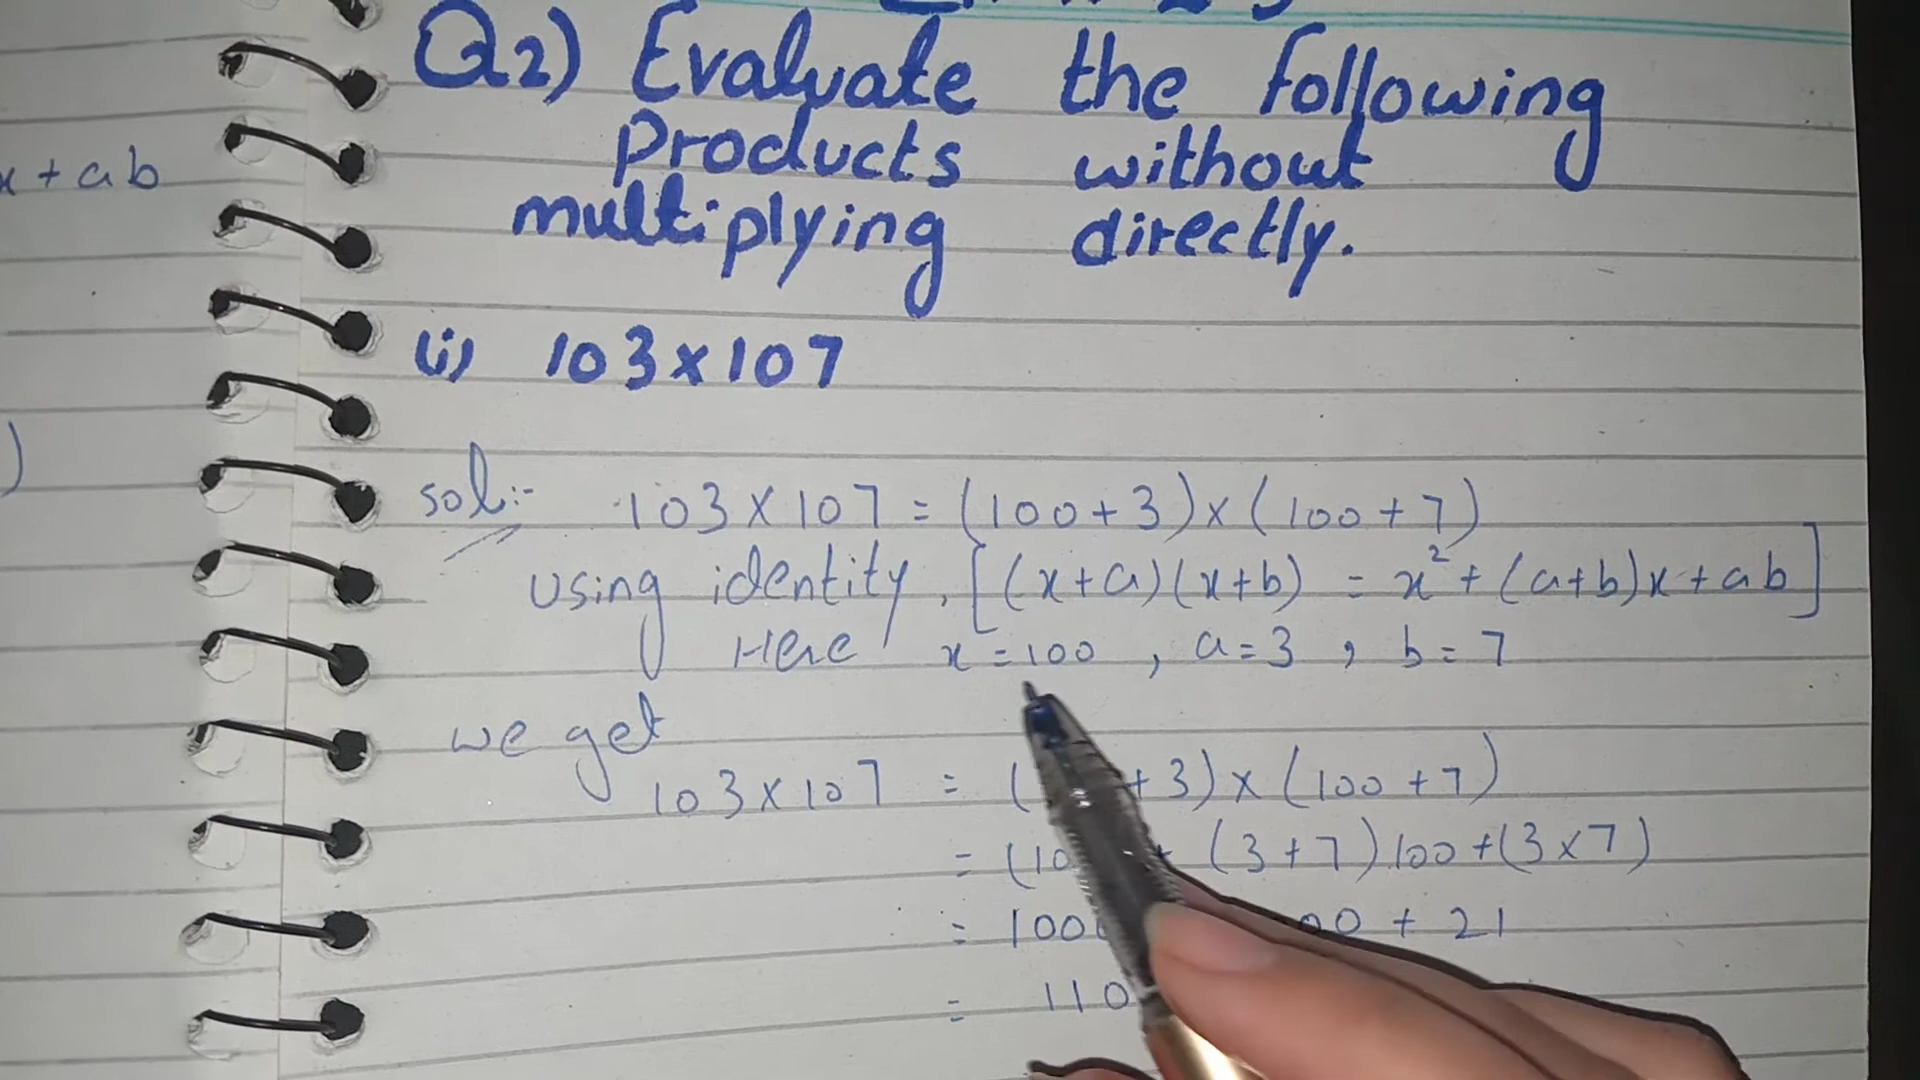 x+ab
)
Q2) Evaluate the following
Products without
multiplying directly.
(i) 103×107
Sol:- 103×107 = (100+3)×(100+7)
Using identity, [(x+a)(x+b) = x²+(a+b)x+ab]
Here x=100, a=3, b=7
we get
103×107 = ( +3)×(100+7)
= (10 + (3+7)100+(3×7)
= 100 00 + 21
= 110